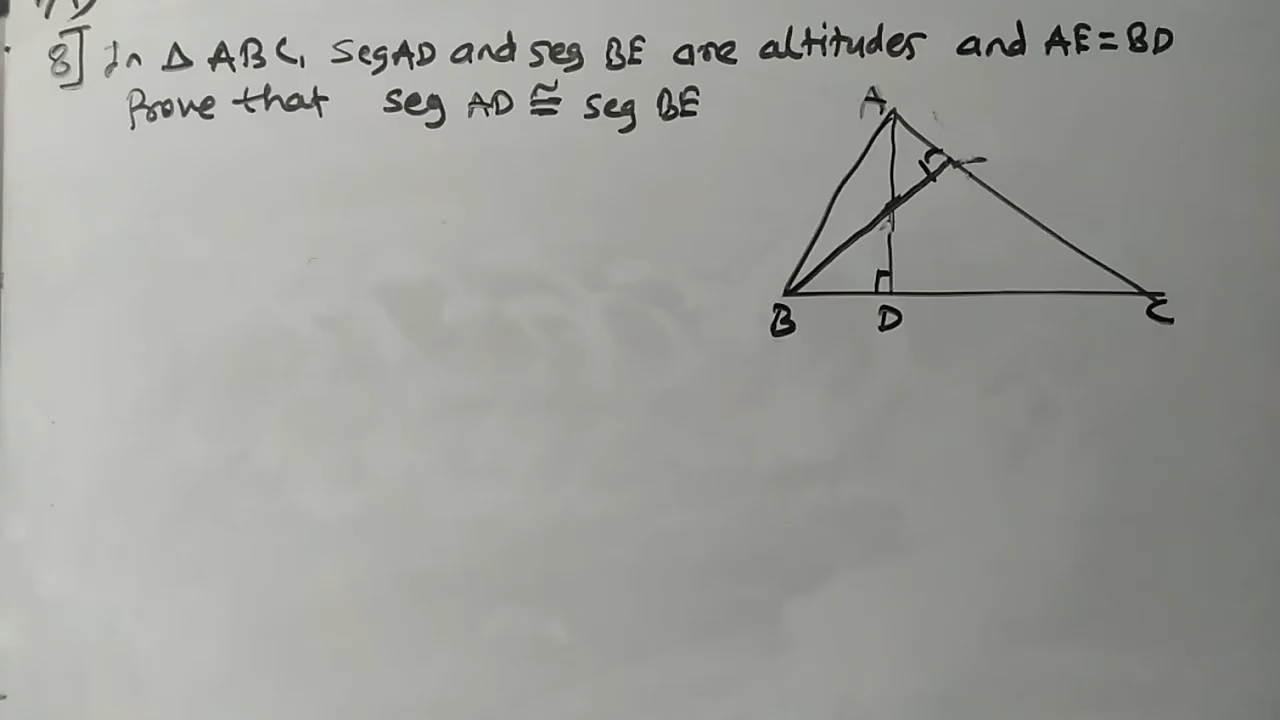 8] In Δ ABC, seg AD and seg BE are altitudes and AE = BD
Prove that seg AD ≅ seg BE
A
B D C